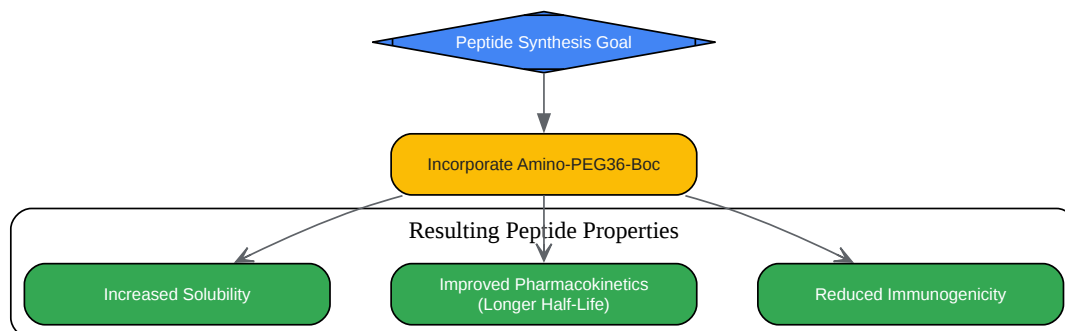 Peptide Synthesis Goal
Incorporate Amino-PEG36-Boc
Resulting Peptide Properties
Increased Solubility
Improved Pharmacokinetics
(Longer Half-Life)
Reduced Immunogenicity